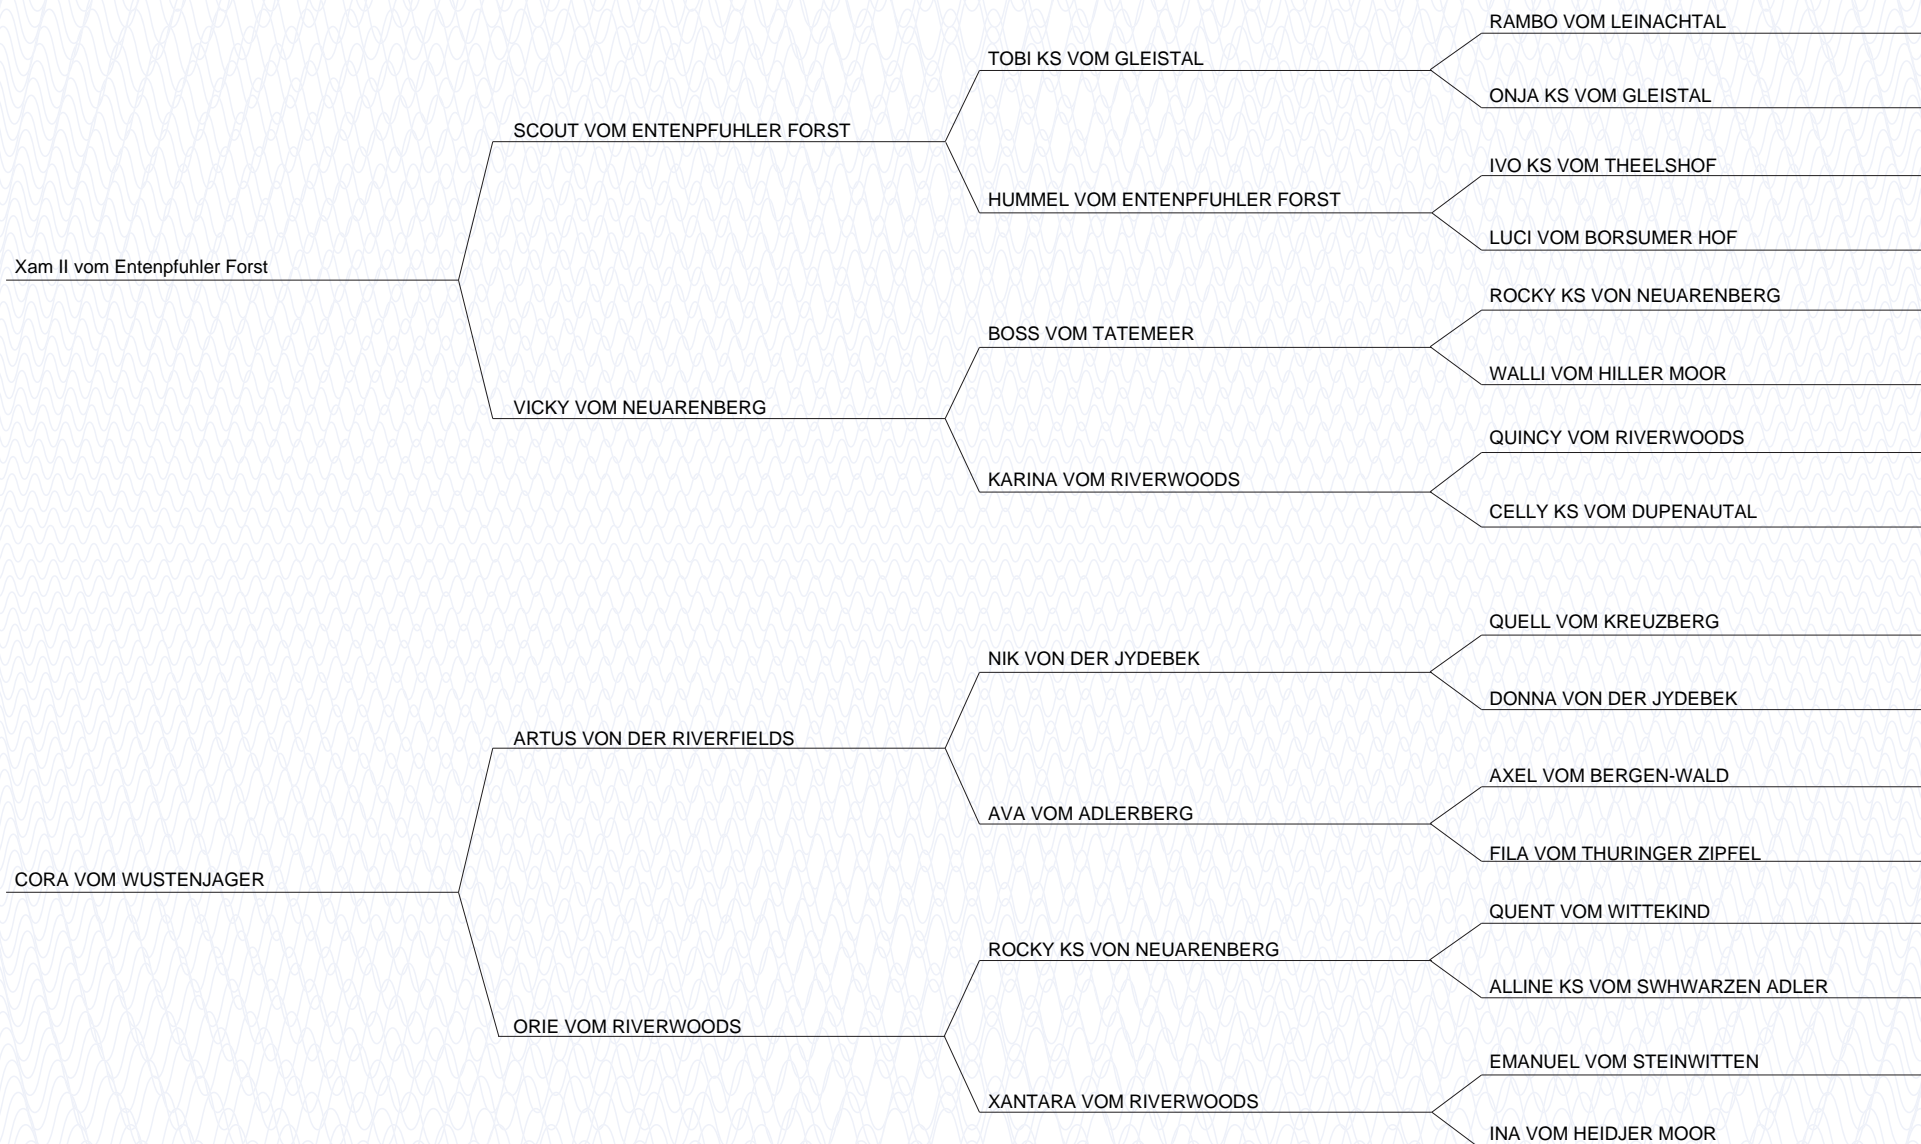 RAMBO VOM LEINACHTAL
TOBI KS VOM GLEISTAL
ONJA KS VOM GLEISTAL
SCOUT VOM ENTENPFUHLER FORST
IVO KS VOM THEELSHOF
HUMMEL VOM ENTENPFUHLER FORST
LUCI VOM BORSUMER HOF
Xam II vom Entenpfuhler Forst
ROCKY KS VON NEUARENBERG
BOSS VOM TATEMEER
WALLI VOM HILLER MOOR
VICKY VOM NEUARENBERG
QUINCY VOM RIVERWOODS
KARINA VOM RIVERWOODS
CELLY KS VOM DUPENAUTAL
QUELL VOM KREUZBERG
NIK VON DER JYDEBEK
DONNA VON DER JYDEBEK
ARTUS VON DER RIVERFIELDS
AXEL VOM BERGEN-WALD
AVA VOM ADLERBERG
FILA VOM THURINGER ZIPFEL
CORA VOM WUSTENJAGER
QUENT VOM WITTEKIND
ROCKY KS VON NEUARENBERG
ALLINE KS VOM SWHWARZEN ADLER
ORIE VOM RIVERWOODS
EMANUEL VOM STEINWITTEN
XANTARA VOM RIVERWOODS
INA VOM HEIDJER MOOR